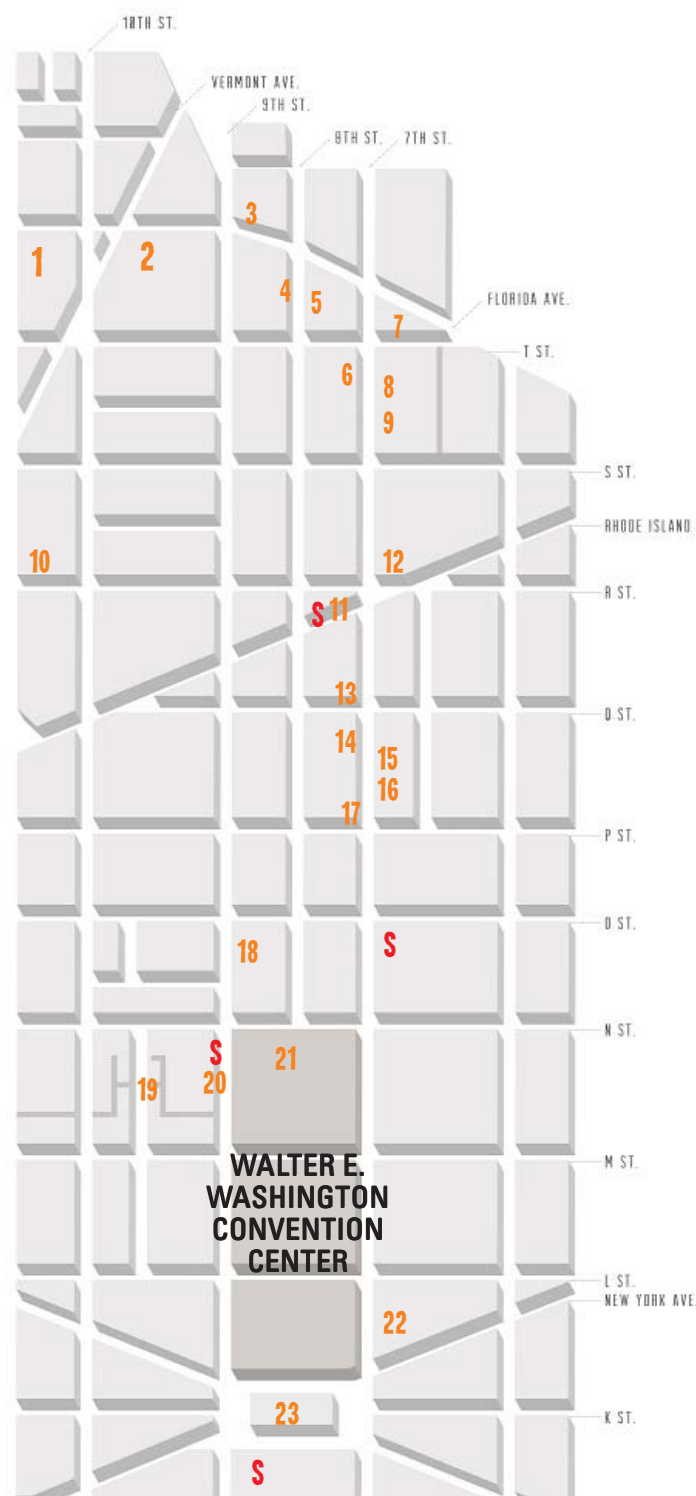 10TH ST.
VERMONT AVE.
9TH ST.
8TH ST.
7TH ST.
3
1
2
4
5
FLORIDA AVE.
7
T ST.
6
8
9
S ST.
RHODE ISLAND
10
12
R ST.
S
11
13
Q ST.
14
15
16
17
P ST.
O ST.
18
S
N ST.
S
21
20
19
M ST.
WALTER E.
WASHINGTON
CONVENTION
CENTER
L ST.
NEW YORK AVE.
22
23
K ST.
S